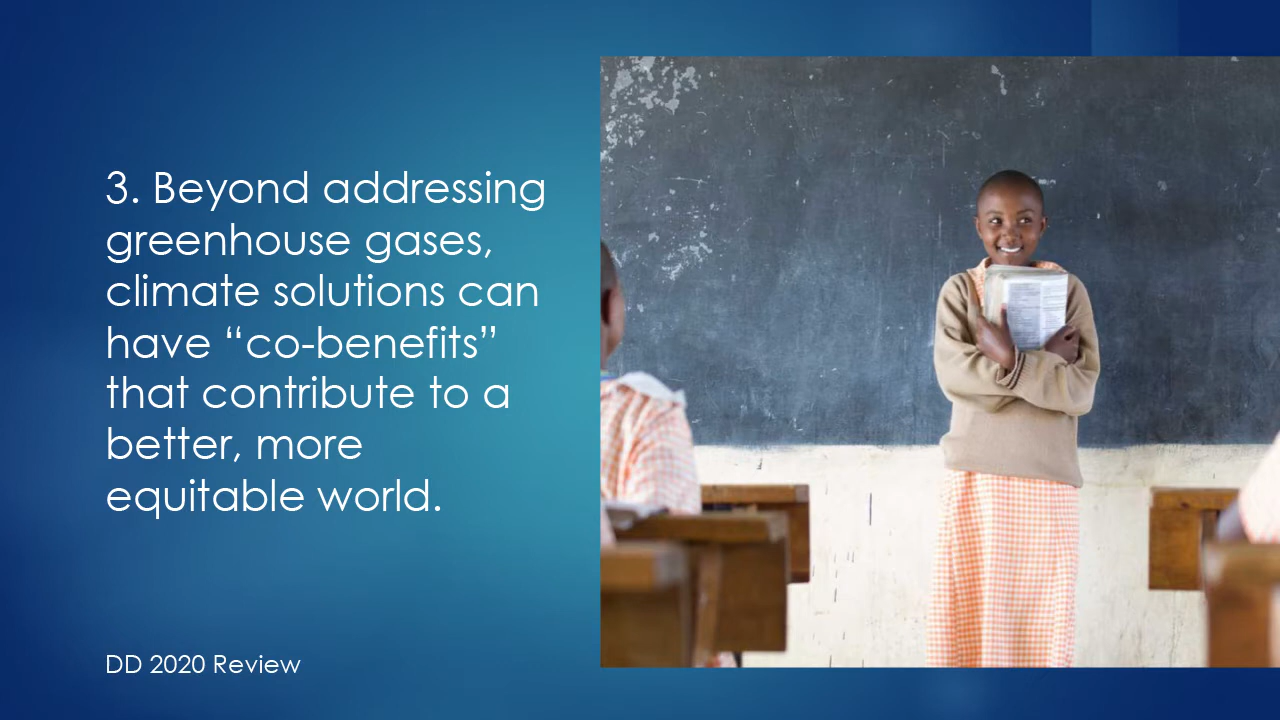 3. Beyond addressing
greenhouse gases,
climate solutions can
have “co-benefits”
that contribute to a
better, more
equitable world.
DD 2020 Review